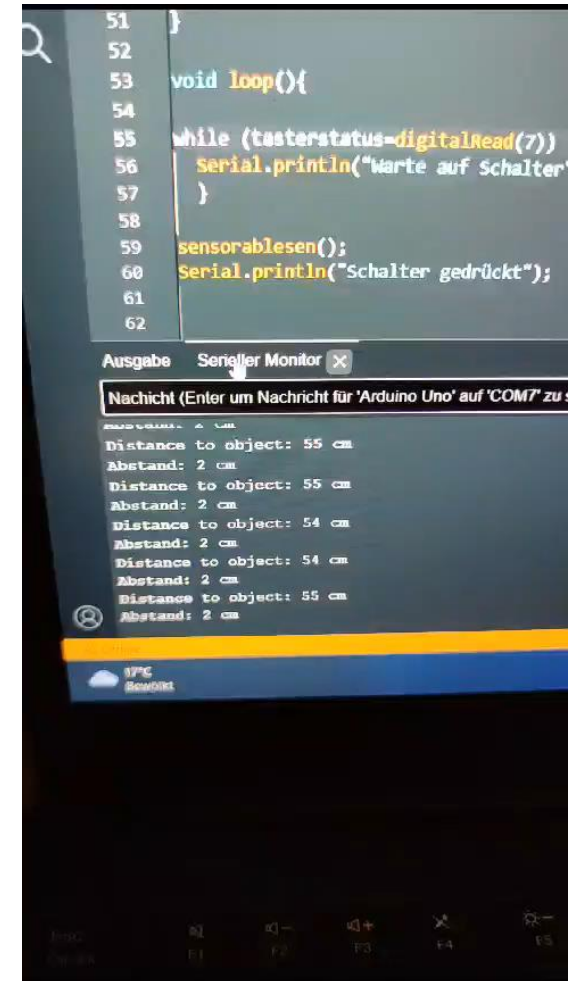 51 }
52
53 void loop(){
54
55 while (tasterstatus=digitalRead(7))
56 Serial.println("Warte auf Schalter"
57 }
58
59 sensorablesen();
60 Serial.println("Schalter gedrückt");
61
62
Ausgabe Serieller Monitor
Nachicht (Enter um Nachricht für 'Arduino Uno' auf 'COM7' zu s
Abstand: 2 cm
Distance to object: 55 cm
Abstand: 2 cm
Distance to object: 55 cm
Abstand: 2 cm
Distance to object: 54 cm
Abstand: 2 cm
Distance to object: 54 cm
Abstand: 2 cm
Distance to object: 55 cm
Abstand: 2 cm
17°C
Bewölkt
F1 F2 F3 F4 F5